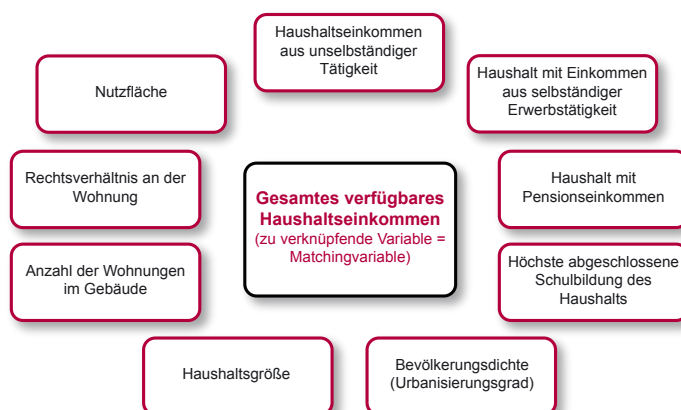 Haushaltseinkommen
aus unselbständiger
Tätigkeit
Nutzfläche
Haushalt mit Einkommen
aus selbständiger
Erwerbstätigkeit
Rechtsverhältnis an der
Wohnung
Gesamtes verfügbares
Haushaltseinkommen
(zu verknüpfende Variable =
Matchingvariable)
Haushalt mit
Pensionseinkommen
Anzahl der Wohnungen
im Gebäude
Höchste abgeschlossene
Schulbildung des
Haushalts
Haushaltsgröße
Bevölkerungsdichte
(Urbanisierungsgrad)